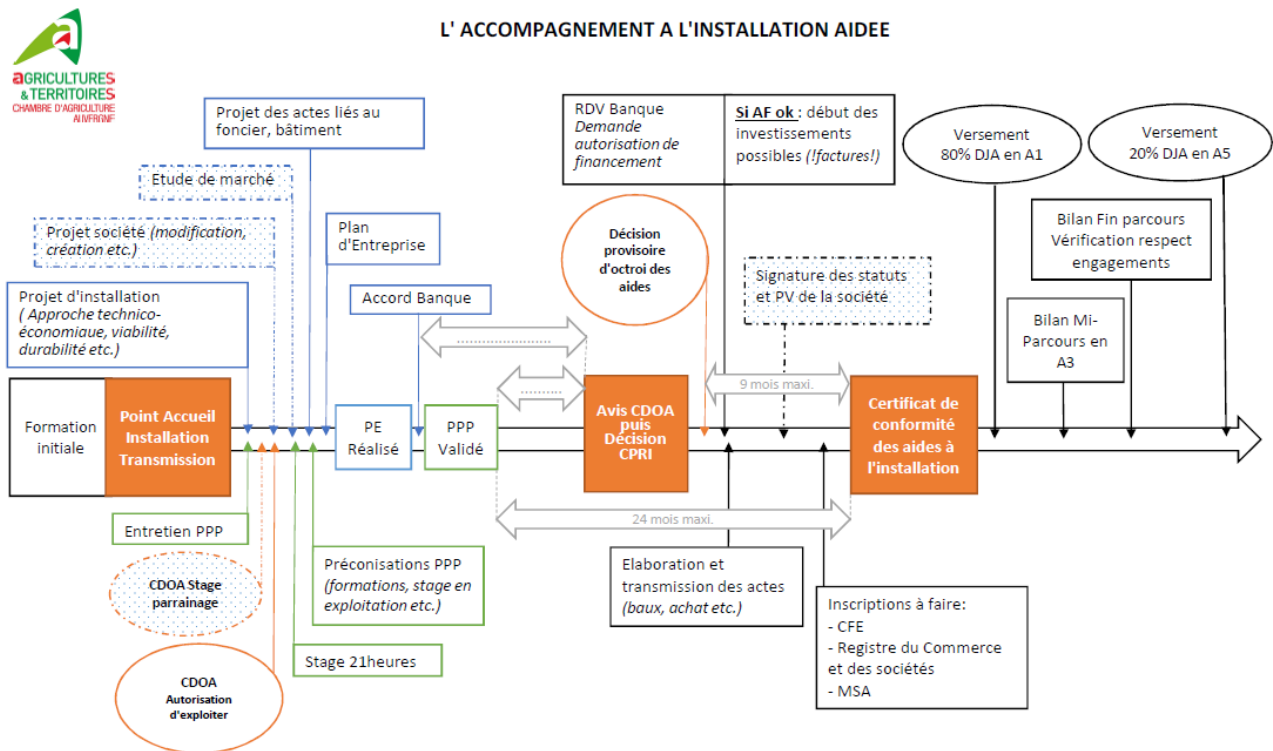 L' ACCOMPAGNEMENT A L'INSTALLATION AIDEE
aGRICULTURES
& TERRITOIRES
CHAMBRE D'AGRICULTURE
AUVERGNE
Projet des actes liés au
foncier, bâtiment
Etude de marché
Projet société (modification,
création etc.)
Projet d'installation
( Approche technico-
économique, viabilité,
durabilité etc.)
Plan
d'Entreprise
Accord Banque
RDV Banque
Demande
autorisation de
financement
Si AF ok : début des
investissements
possibles (!factures!)
Décision
provisoire
d'octroi des
aides
Signature des statuts
et PV de la société
Versement
80% DJA en A1
Versement
20% DJA en A5
Bilan Fin parcours
Vérification respect
engagements
Bilan Mi-
Parcours en
A3
.......................
.........
9 mois maxi.
Formation
initiale
Point Accueil
Installation
Transmission
PE
Réalisé
PPP
Validé
Avis CDOA
puis
Décision
CPRI
Certificat de
conformité
des aides à
l'installation
24 mois maxi.
Entretien PPP
CDOA Stage
parrainage
CDOA
Autorisation
d'exploiter
Préconisations PPP
(formations, stage en
exploitation etc.)
Stage 21heures
Elaboration et
transmission des actes
(baux, achat etc.)
Inscriptions à faire:
- CFE
- Registre du Commerce
et des sociétés
- MSA